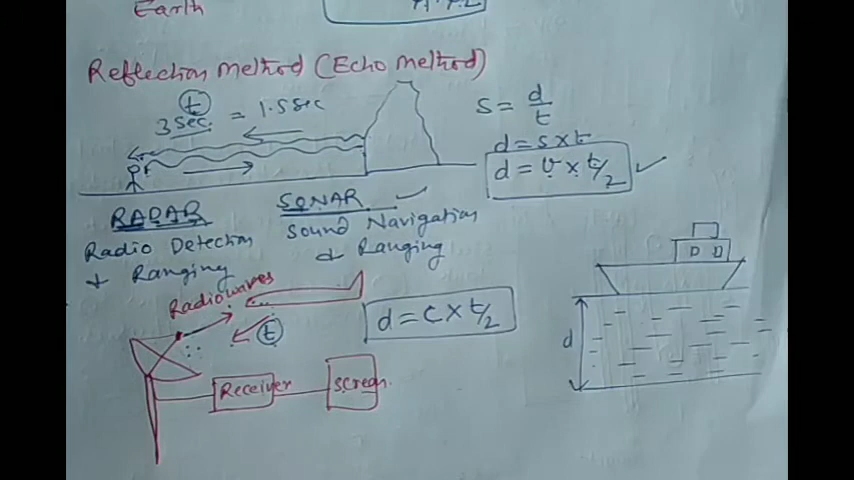 Earth
Reflection method (Echo method)
t
3 sec. = 1.5 sec
s = d/t
d = s x t
d = v x t/2
RADAR
Radio Detection
& Ranging
SONAR
Sound Navigation
& Ranging
Radiowaves
t
d = c x t/2
Receiver
screen.
D D
d